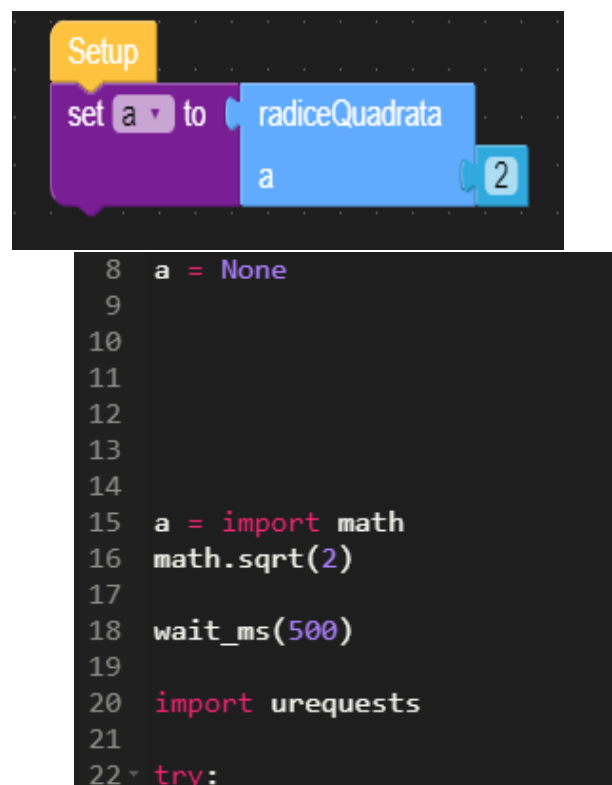 Setup
set a to radiceQuadrata
a 2
8 a = None
9
10
11
12
13
14
15 a = import math
16 math.sqrt(2)
17
18 wait_ms(500)
19
20 import urequests
21
22 try: